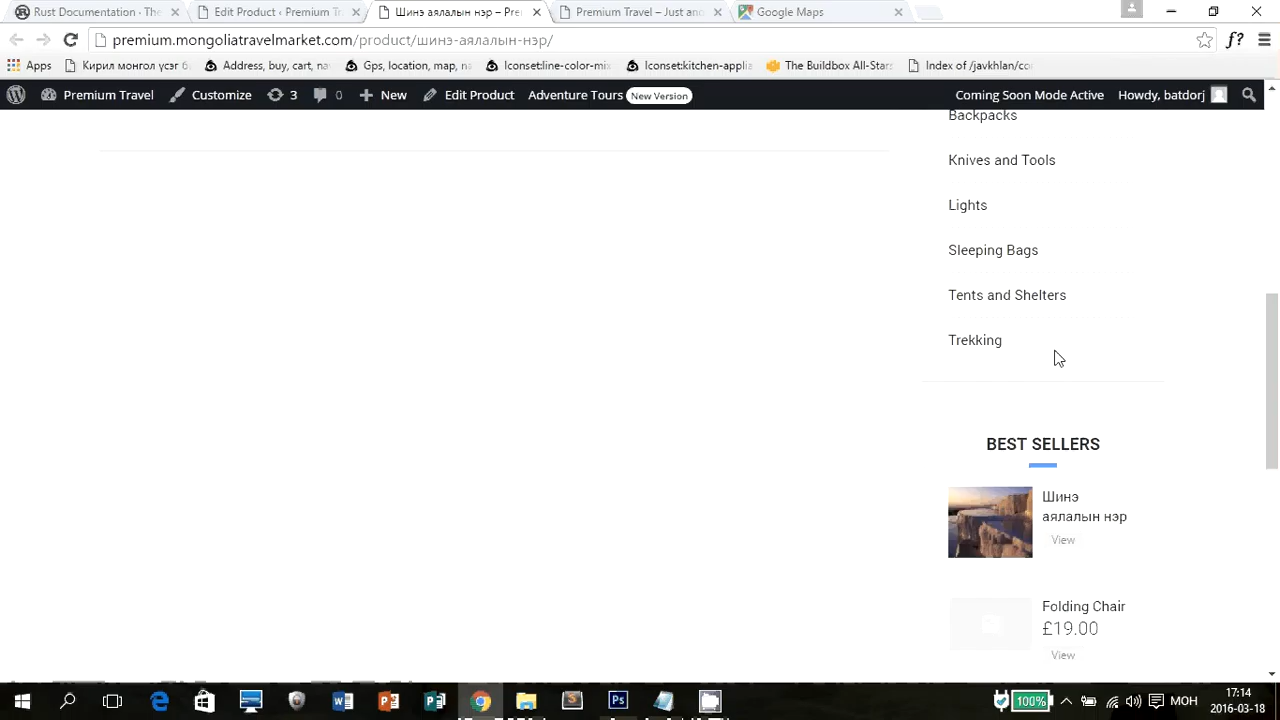 Rust Documentation · The
Edit Product ‹ Premium Tr
Шинэ аялалын нэр – Pre
Premium Travel – Just ano
Google Maps
premium.mongoliatravelmarket.com/product/шинэ-аялалын-нэр/
f?
Apps
Кирил монгол үсэг б
Address, buy, cart, na
Gps, location, map, na
Iconset:line-color-mix
Iconset:kitchen-applia
The Buildbox All-Stars
Index of /javkhlan/cc
Premium Travel
Customize
3
0
New
Edit Product
Adventure Tours
New Version
Coming Soon Mode Active
Howdy, batdorj
Backpacks
Knives and Tools
Lights
Sleeping Bags
Tents and Shelters
Trekking
BEST SELLERS
Шинэ
аялалын нэр
View
Folding Chair
£19.00
View
100%
МОН
17:14
2016-03-18